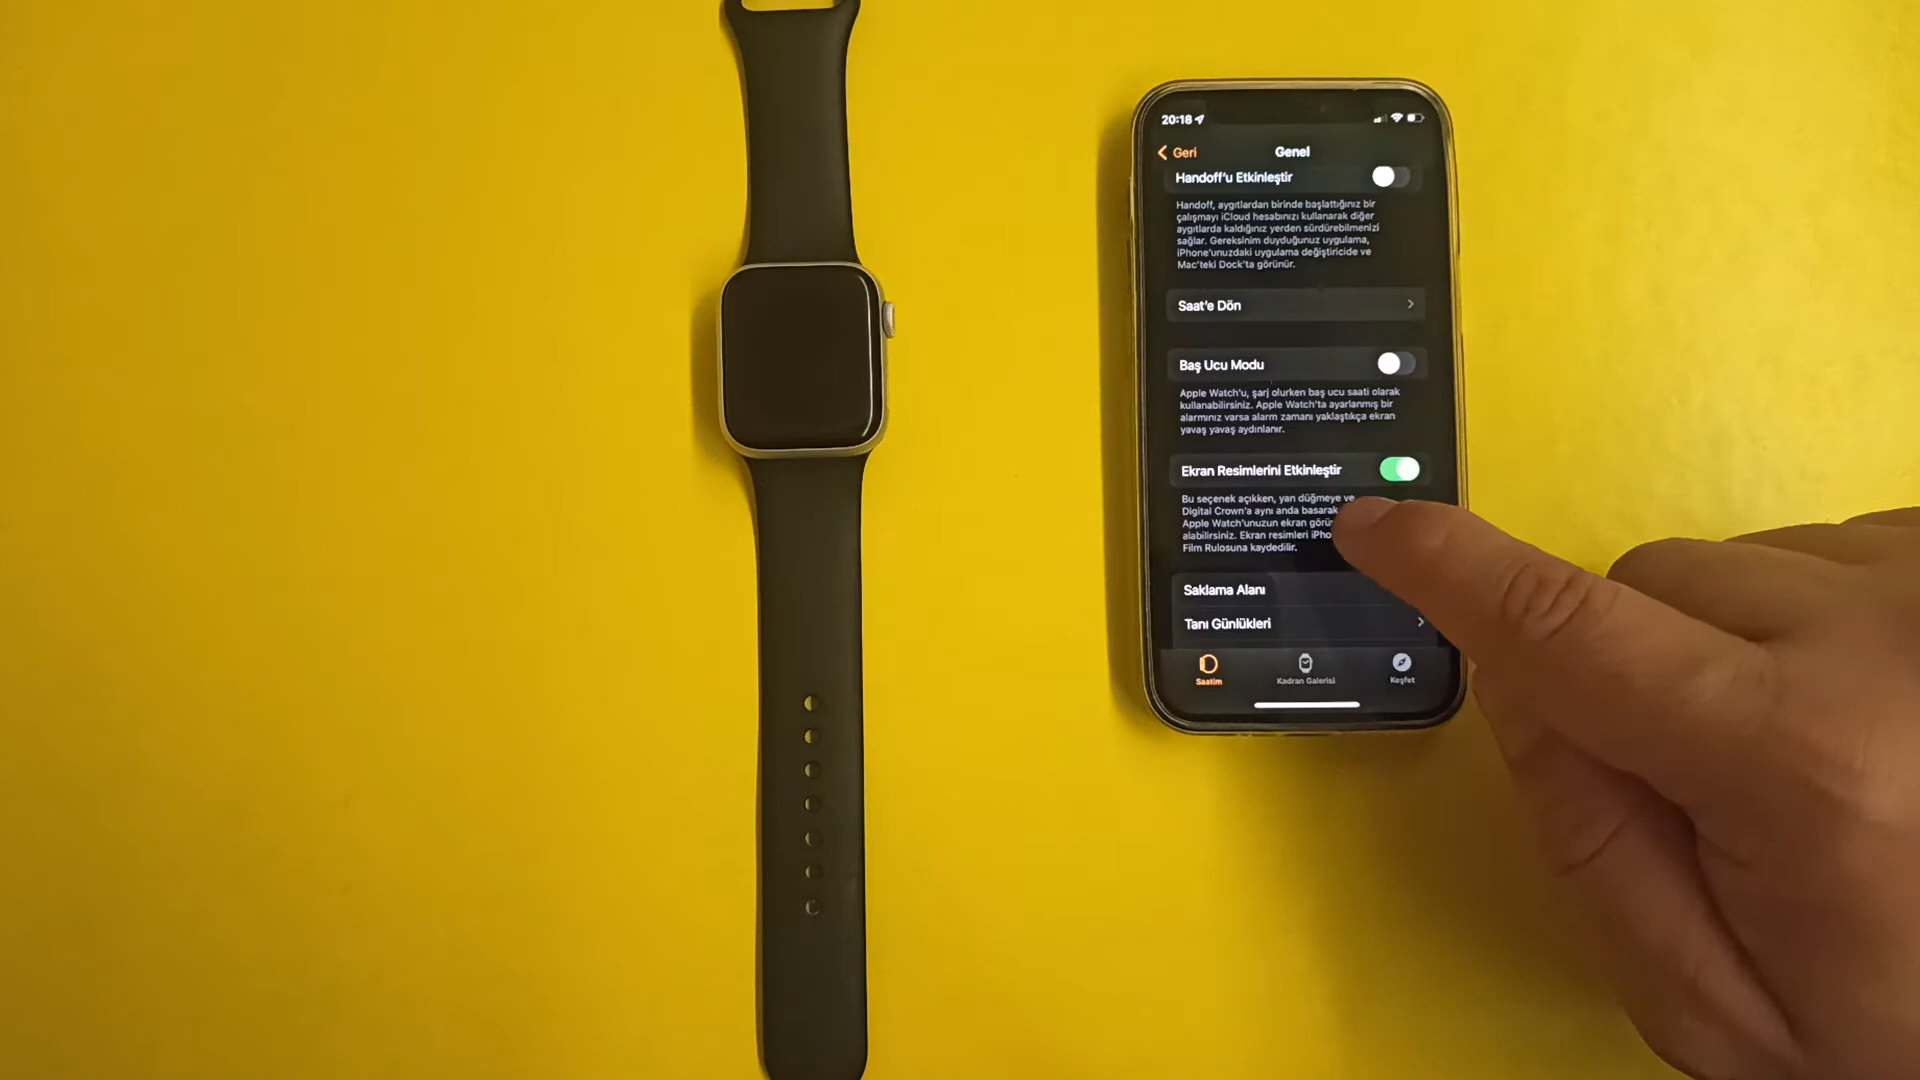 20:18
Geri
Genel
Handoff'u Etkinleştir
Handoff, aygıtlardan birinde başlattığınız bir
çalışmayı iCloud hesabınızı kullanarak diğer
aygıtlarda kaldığınız yerden sürdürebilmenizi
sağlar. Gereksinim duyduğunuz uygulama,
iPhone'unuzdaki uygulama değiştiricide ve
Mac'teki Dock'ta görünür.
Saat'e Dön
Baş Ucu Modu
Apple Watch'u, şarj olurken baş ucu saati olarak
kullanabilirsiniz. Apple Watch'ta ayarlanmış bir
alarmınız varsa alarm zamanı yaklaştıkça ekran
yavaş yavaş aydınlanır.
Ekran Resimlerini Etkinleştir
Bu seçenek açıkken, yan düğmeye ve
Digital Crown'a aynı anda basarak
Apple Watch'unuzun ekran
alabilirsiniz. Ekran resimleri
Film Rulosuna kaydedilir.
Saklama Alanı
Tanı Günlükleri
Saatim
Kadran Galerisi
Keşfet